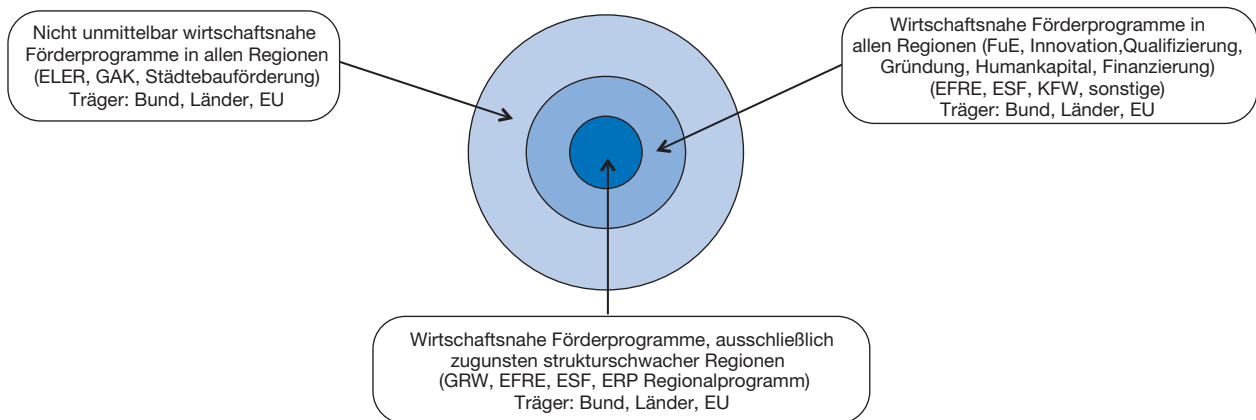 Nicht unmittelbar wirtschaftsnahe
Förderprogramme in allen Regionen
(ELER, GAK, Städtebauförderung)
Träger: Bund, Länder, EU
Wirtschaftsnahe Förderprogramme in
allen Regionen (FuE, Innovation,Qualifizierung,
Gründung, Humankapital, Finanzierung)
(EFRE, ESF, KFW, sonstige)
Träger: Bund, Länder, EU
Wirtschaftsnahe Förderprogramme, ausschließlich
zugunsten strukturschwacher Regionen
(GRW, EFRE, ESF, ERP Regionalprogramm)
Träger: Bund, Länder, EU